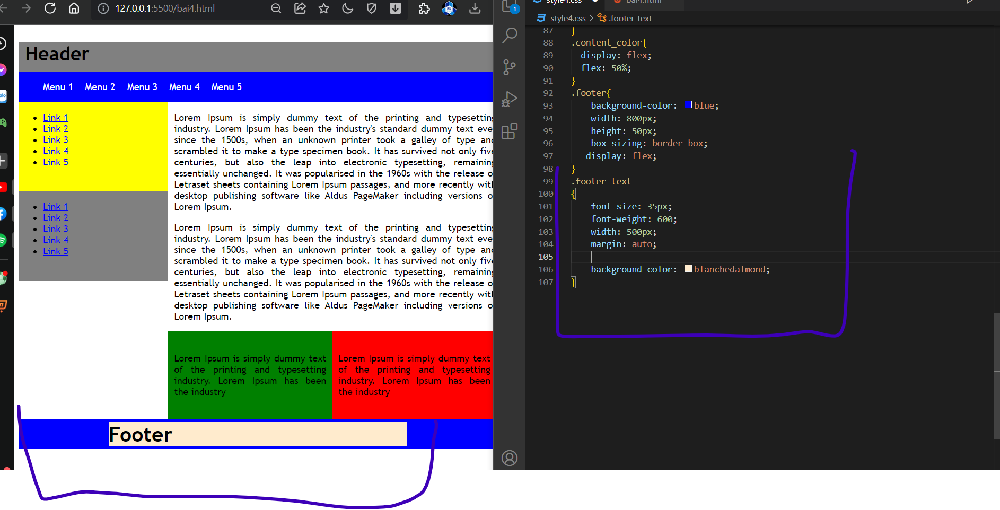 127.0.0.1:5500/bai4.html
Header
Menu 1 Menu 2 Menu 3 Menu 4 Menu 5
Link 1
Link 2
Link 3
Link 4
Link 5
Link 1
Link 2
Link 3
Link 4
Link 5
Lorem Ipsum is simply dummy text of the printing and typesetting
industry. Lorem Ipsum has been the industry's standard dummy text eve
since the 1500s, when an unknown printer took a galley of type and
scrambled it to make a type specimen book. It has survived not only five
centuries, but also the leap into electronic typesetting, remaining
essentially unchanged. It was popularised in the 1960s with the release o
Letraset sheets containing Lorem Ipsum passages, and more recently with
desktop publishing software like Aldus PageMaker including versions o
Lorem Ipsum.
Lorem Ipsum is simply dummy text of the printing and typesetting
industry. Lorem Ipsum has been the industry's standard dummy text eve
since the 1500s, when an unknown printer took a galley of type and
scrambled it to make a type specimen book. It has survived not only five
centuries, but also the leap into electronic typesetting, remaining
essentially unchanged. It was popularised in the 1960s with the release o
Letraset sheets containing Lorem Ipsum passages, and more recently with
desktop publishing software like Aldus PageMaker including versions o
Lorem Ipsum.
Lorem Ipsum is simply dummy text
of the printing and typesetting
industry. Lorem Ipsum has been
the industry
Lorem Ipsum is simply dummy text
of the printing and typesetting
industry. Lorem Ipsum has been
the industry
Footer
BK
1
style4.css bai4.html
style4.css > .footer-text
87 }
88 .content_color{
89 display: flex;
90 flex: 50%;
91 }
92 .footer{
93 background-color: blue;
94 width: 800px;
95 height: 50px;
96 box-sizing: border-box;
97 display: flex;
98 }
99 .footer-text
100 {
101 font-size: 35px;
102 font-weight: 600;
103 width: 500px;
104 margin: auto;
105
106 background-color: blanchedalmond;
107 }